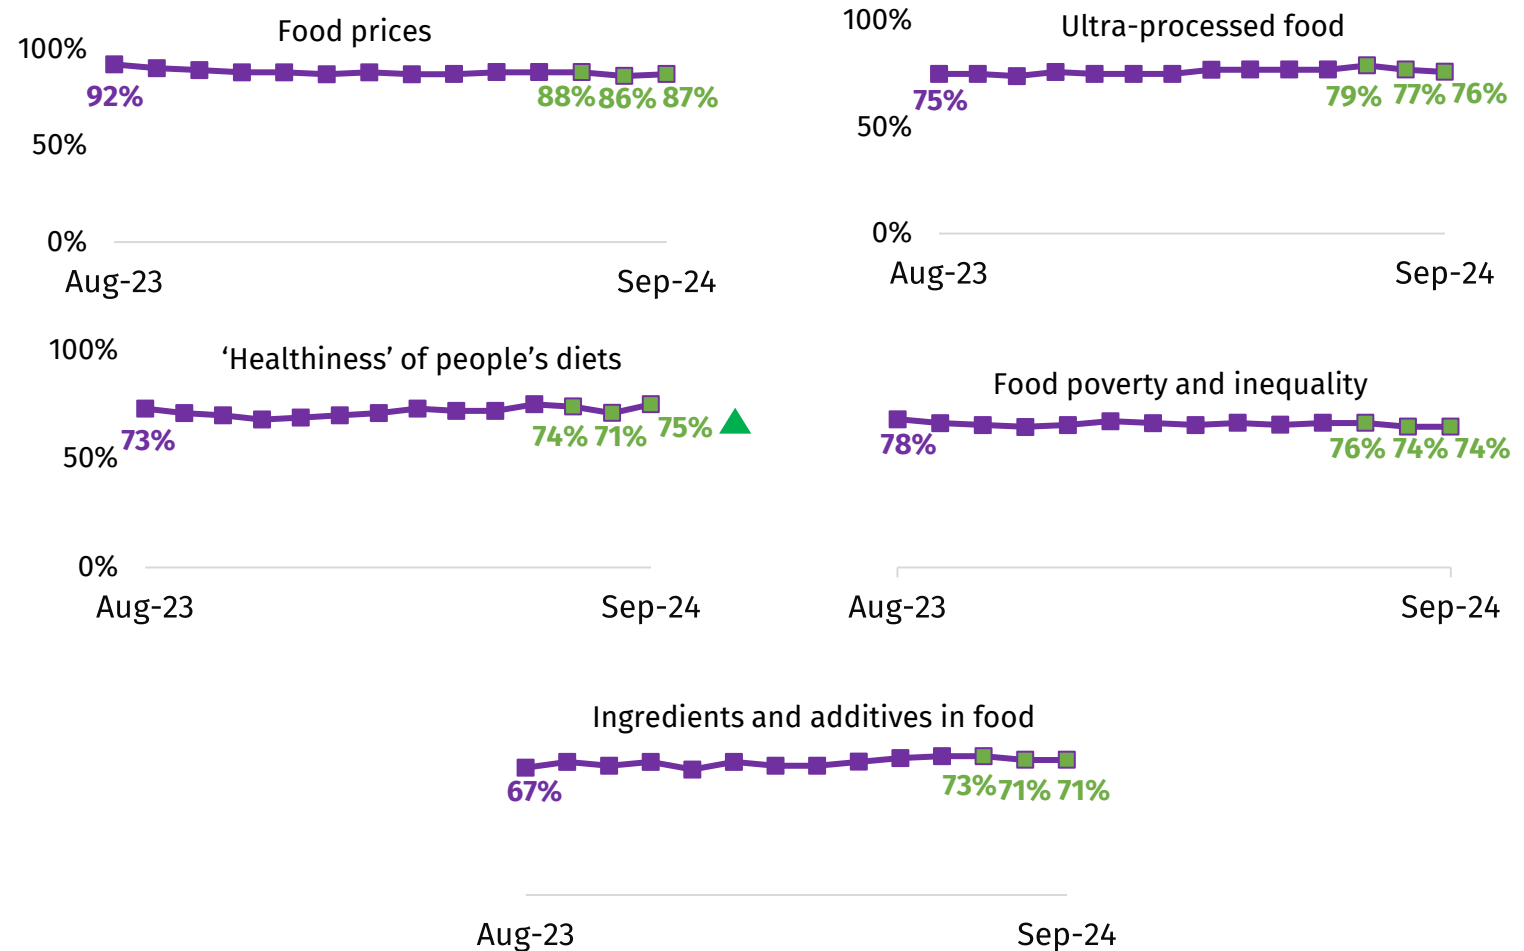 Food prices
100%
92%
88% 86% 87%
50%
0%
Aug-23 Sep-24
Ultra-processed food
100%
75%
79% 77% 76%
50%
0%
Aug-23 Sep-24
‘Healthiness’ of people’s diets
100%
73%
74% 71% 75%
50%
0%
Aug-23 Sep-24
Food poverty and inequality
78%
76% 74% 74%
Aug-23 Sep-24
Ingredients and additives in food
67%
73% 71% 71%
Aug-23 Sep-24